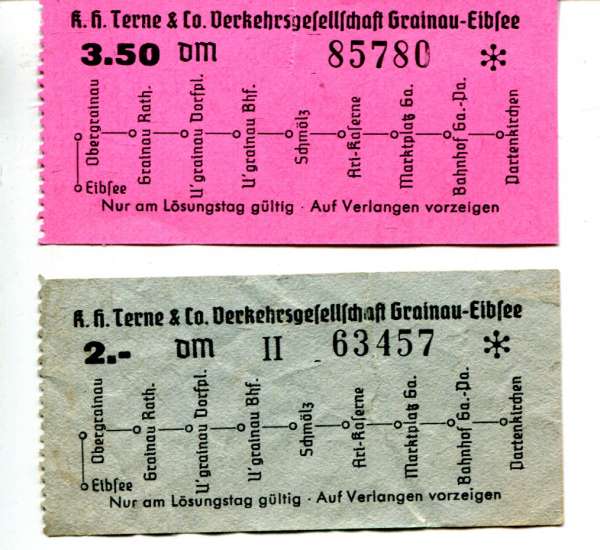 K. H. Terne & Co. Verkehrsgesellschaft Grainau-Eibsee
3.50 DM 85780 *
Obergrainau
Grainau Rath.
U'grainau Dorfpl.
U'grainau Bhf.
Schmölz
Art-Kaserne
Marktplatz Ga.
Bahnhof Ga.-Pa.
Partenkirchen
Eibsee
Nur am Lösungstag gültig · Auf Verlangen vorzeigen
K. H. Terne & Co. Verkehrsgesellschaft Grainau-Eibsee
2.- DM II 63457 *
Obergrainau
Grainau Rath.
U'grainau Dorfpl.
U'grainau Bhf.
Schmölz
Art-Kaserne
Marktplatz Ga.
Bahnhof Ga.-Pa.
Partenkirchen
Eibsee
Nur am Lösungstag gültig · Auf Verlangen vorzeigen